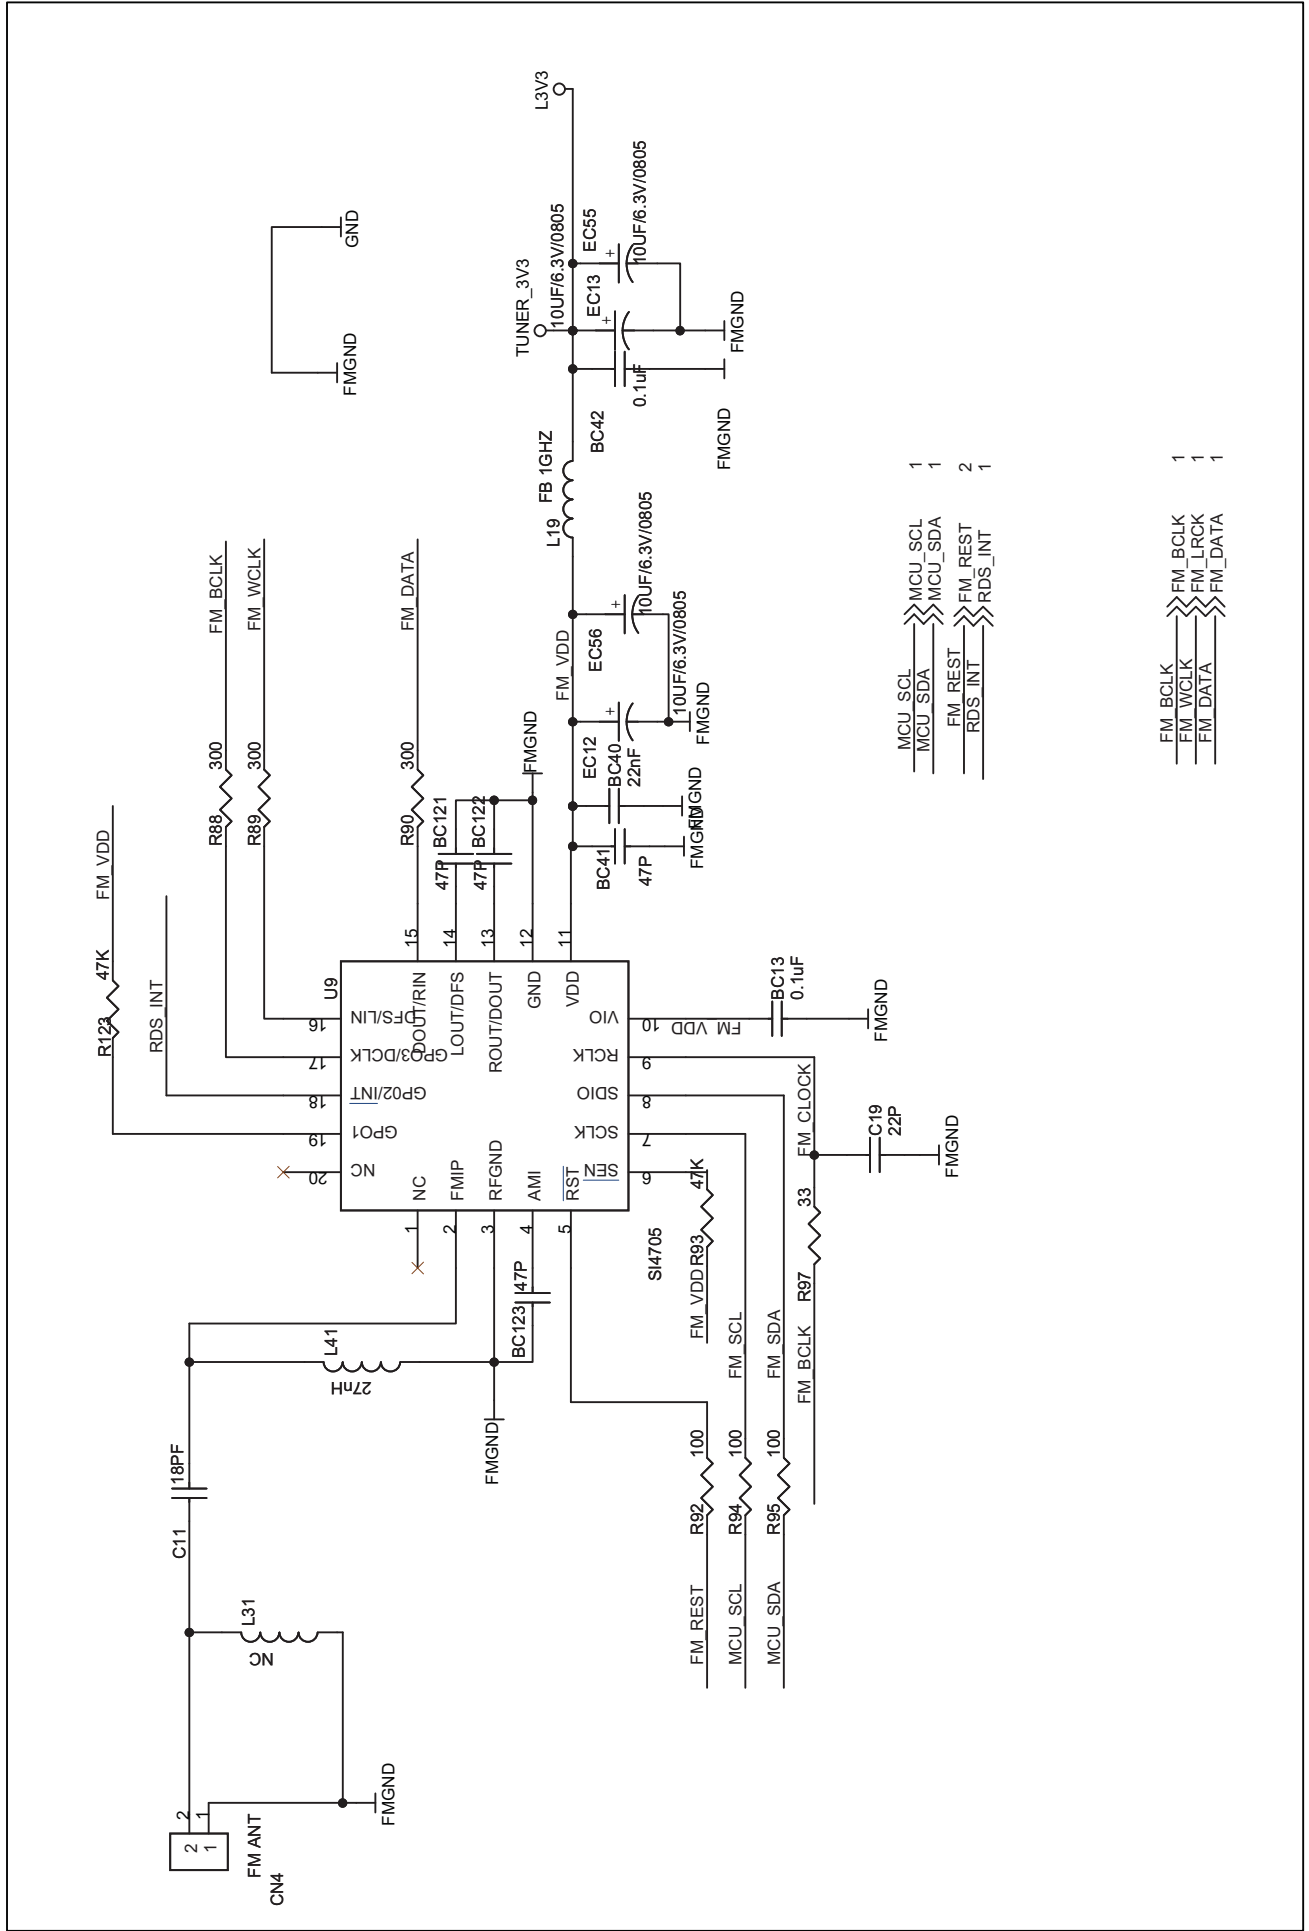 FM ANT
CN4
2
1
2
1
L31
NC
FMGND
C11
18PF
L41
27nH
FMGND
BC123
47P
R123
47K
FM_VDD
RDS_INT
R88
300
FM_BCLK
R89
300
FM_WCLK
R90
300
FM_DATA
BC121
47P
BC122
47P
FMGND
FMGND
GND
U9
SI4705
1
NC
2
FMIP
3
RFGND
4
AMI
5
RST
6
SEN
7
SCLK
8
SDIO
9
RCLK
10
VIO
11
VDD
12
GND
13
ROUT/DOUT
14
LOUT/DFS
15
DOUT/RIN
16
DFS/LIN
17
GPO3/DCLK
18
GP02/INT
19
GPO1
20
NC
BC41
47P
FMGND
BC40
22nF
FMGND
EC12
10UF/6.3V/0805
FMGND
FM_VDD
EC56
10UF/6.3V/0805
L19
FB 1GHZ
BC42
0.1uF
FMGND
TUNER_3V3
EC13
10UF/6.3V/0805
EC55
10UF/6.3V/0805
FMGND
L3V3
FM_VDD
BC13
0.1uF
FMGND
FM_CLOCK
C19
22P
FMGND
R97
33
FM_BCLK
FM_VDD
R93
47K
FM_REST
R92
100
MCU_SCL
R94
100
FM_SCL
MCU_SDA
R95
100
FM_SDA
MCU_SCL MCU_SCL 1
MCU_SDA MCU_SDA 1
FM_REST FM_REST 2
RDS_INT RDS_INT 1
FM_BCLK FM_BCLK 1
FM_WCLK FM_LRCK 1
FM_DATA FM_DATA 1